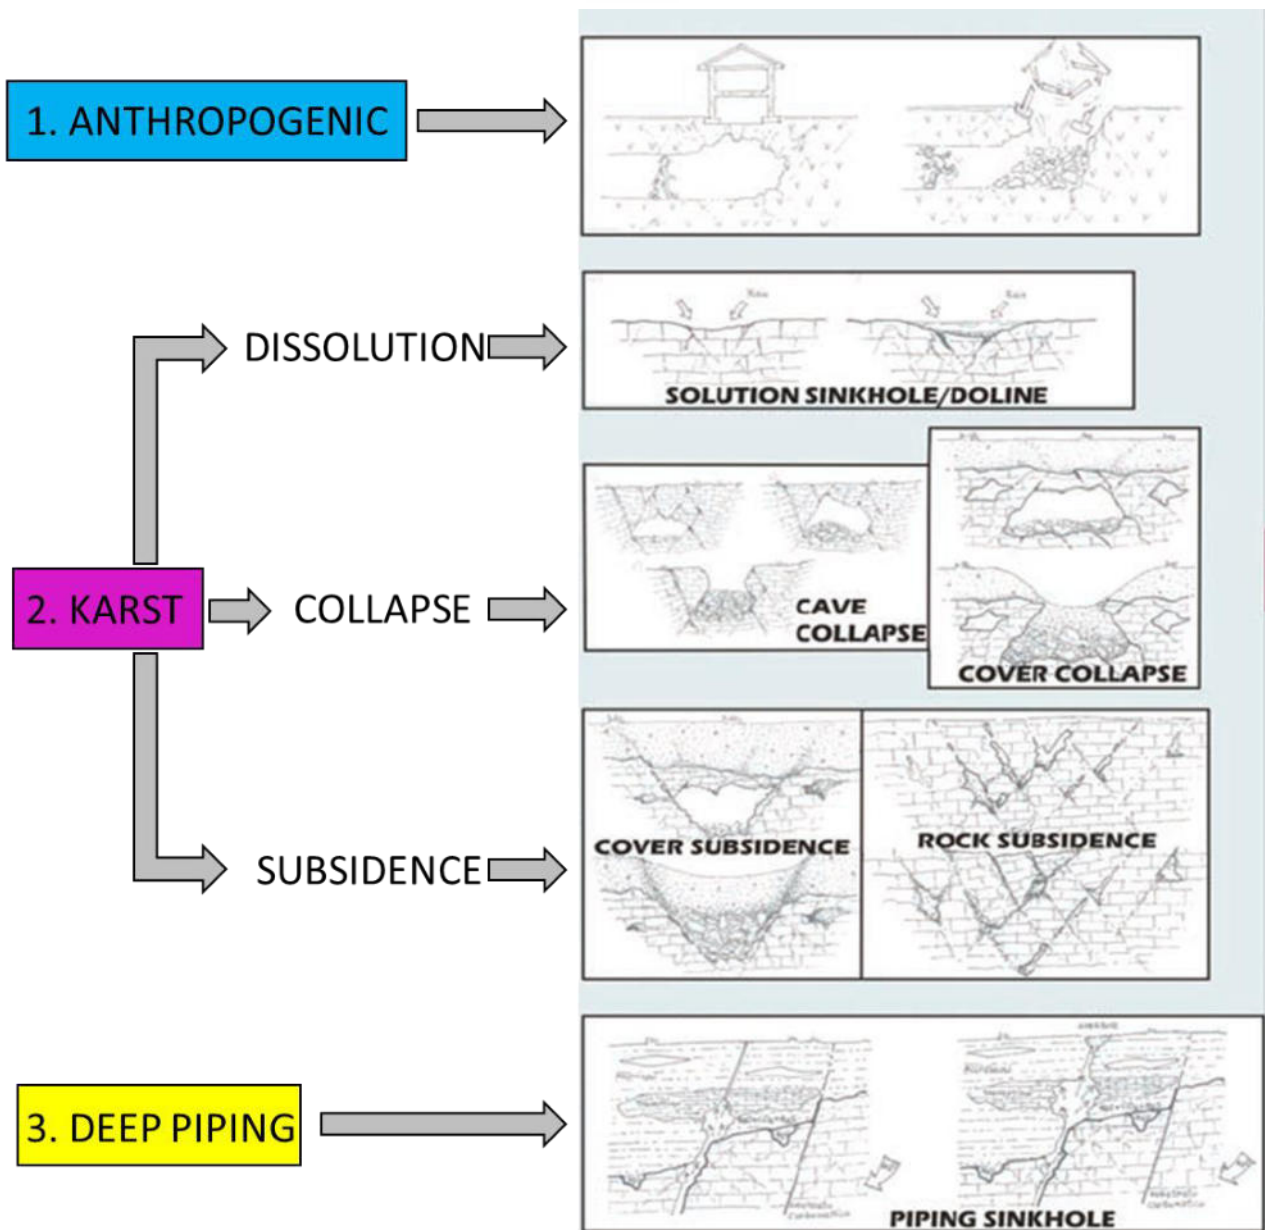 1. ANTHROPOGENIC
DISSOLUTION
SOLUTION SINKHOLE/DOLINE
2. KARST
COLLAPSE
CAVE
COLLAPSE
COVER COLLAPSE
SUBSIDENCE
COVER SUBSIDENCE
ROCK SUBSIDENCE
3. DEEP PIPING
PIPING SINKHOLE